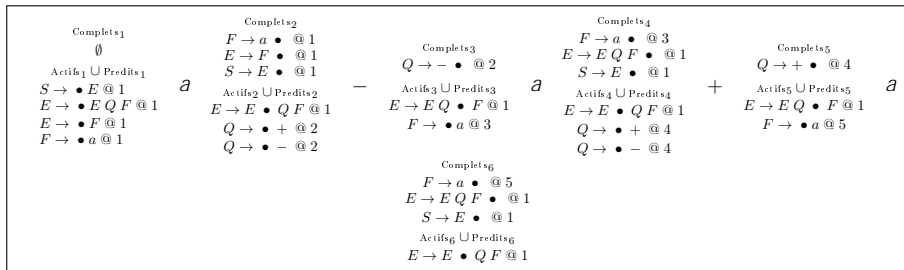 Complets₁
∅
Actifs₁ ∪ Predits₁
S → • E @ 1
E → • E Q F @ 1
E → • F @ 1
F → • a @ 1
a
Complets₂
F → a • @ 1
E → F • @ 1
S → E • @ 1
Actifs₂ ∪ Predits₂
E → E • Q F @ 1
Q → • + @ 2
Q → • − @ 2
−
Complets₃
Q → − • @ 2
Actifs₃ ∪ Predits₃
E → E Q • F @ 1
F → • a @ 3
a
Complets₄
F → a • @ 3
E → E Q F • @ 1
S → E • @ 1
Actifs₄ ∪ Predits₄
E → E • Q F @ 1
Q → • + @ 4
Q → • − @ 4
+
Complets₅
Q → + • @ 4
Actifs₅ ∪ Predits₅
E → E Q • F @ 1
F → • a @ 5
a
Complets₆
F → a • @ 5
E → E Q F • @ 1
S → E • @ 1
Actifs₆ ∪ Predits₆
E → E • Q F @ 1